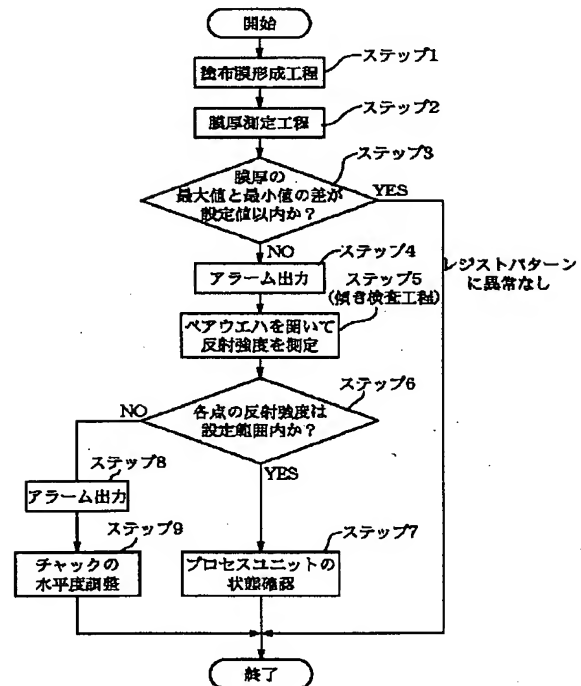 開始
ステップ1
塗布膜形成工程
ステップ2
膜厚測定工程
ステップ3
膜厚の
最大値と最小値の差が
設定値以内か?
YES
NO
ステップ4
アラーム出力
レジストパターン
に異常なし
ステップ5
(傾き検査工程)
ベアウエハを用いて
反射強度を測定
ステップ6
各点の反射強度は
設定範囲内か?
NO
YES
ステップ8
アラーム出力
ステップ9
チャックの
水平度調整
ステップ7
プロセスユニットの
状態確認
終了